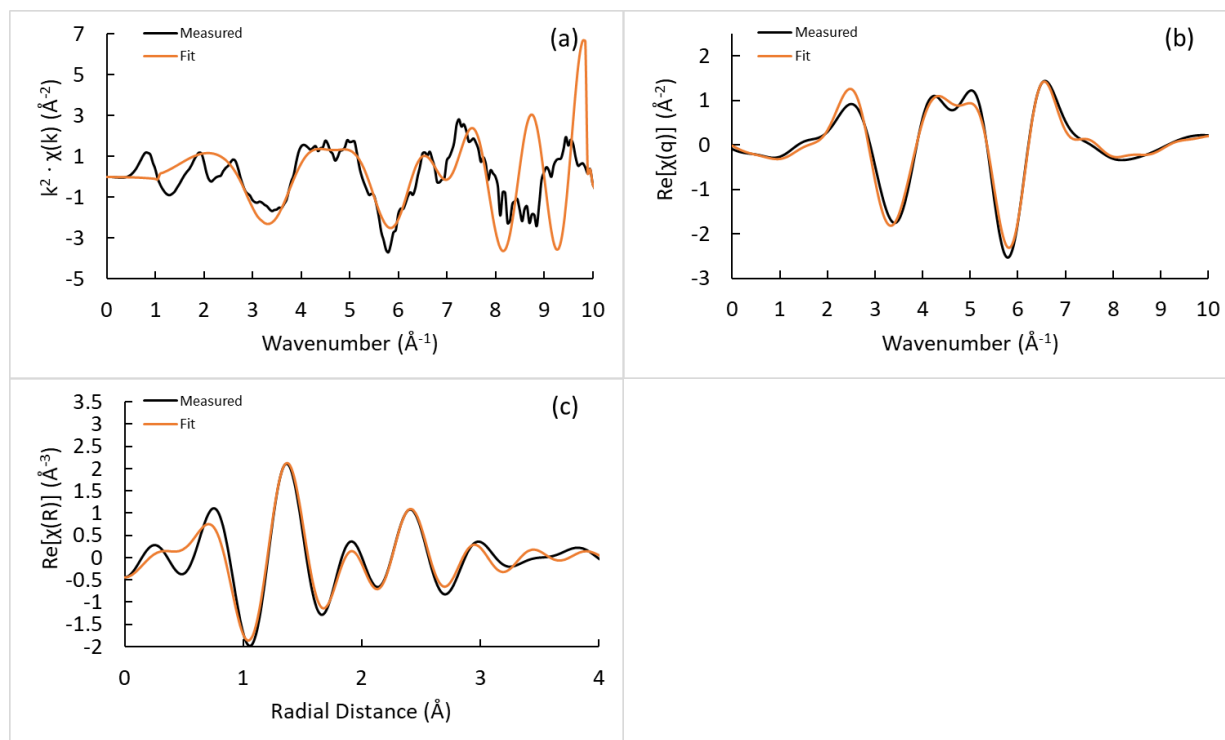 (a)
Measured
Fit
7
5
3
1
-1
-3
-5
k² · χ(k) (Å⁻²)
0 1 2 3 4 5 6 7 8 9 10
Wavenumber (Å⁻¹)
(b)
Measured
Fit
2
1
0
-1
-2
-3
Re[χ(q)] (Å⁻²)
0 1 2 3 4 5 6 7 8 9 10
Wavenumber (Å⁻¹)
(c)
Measured
Fit
3.5
3
2.5
2
1.5
1
0.5
0
-0.5
-1
-1.5
-2
Re[χ(R)] (Å⁻³)
0 1 2 3 4
Radial Distance (Å)